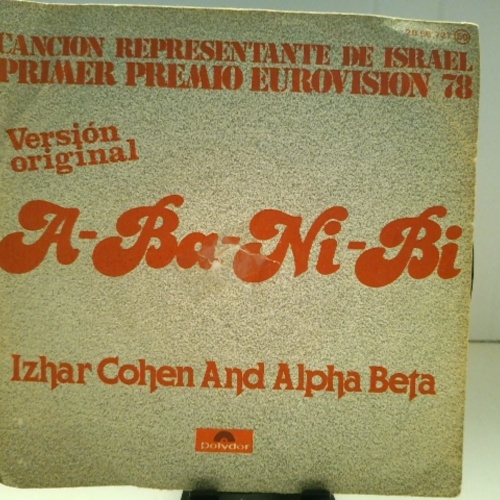 CANCION REPRESENTANTE DE ISRAEL
PRIMER PREMIO EUROVISION 78
Versión
original
A-Ba-Ni-Bi
Izhar Cohen And Alpha Beta
polydor